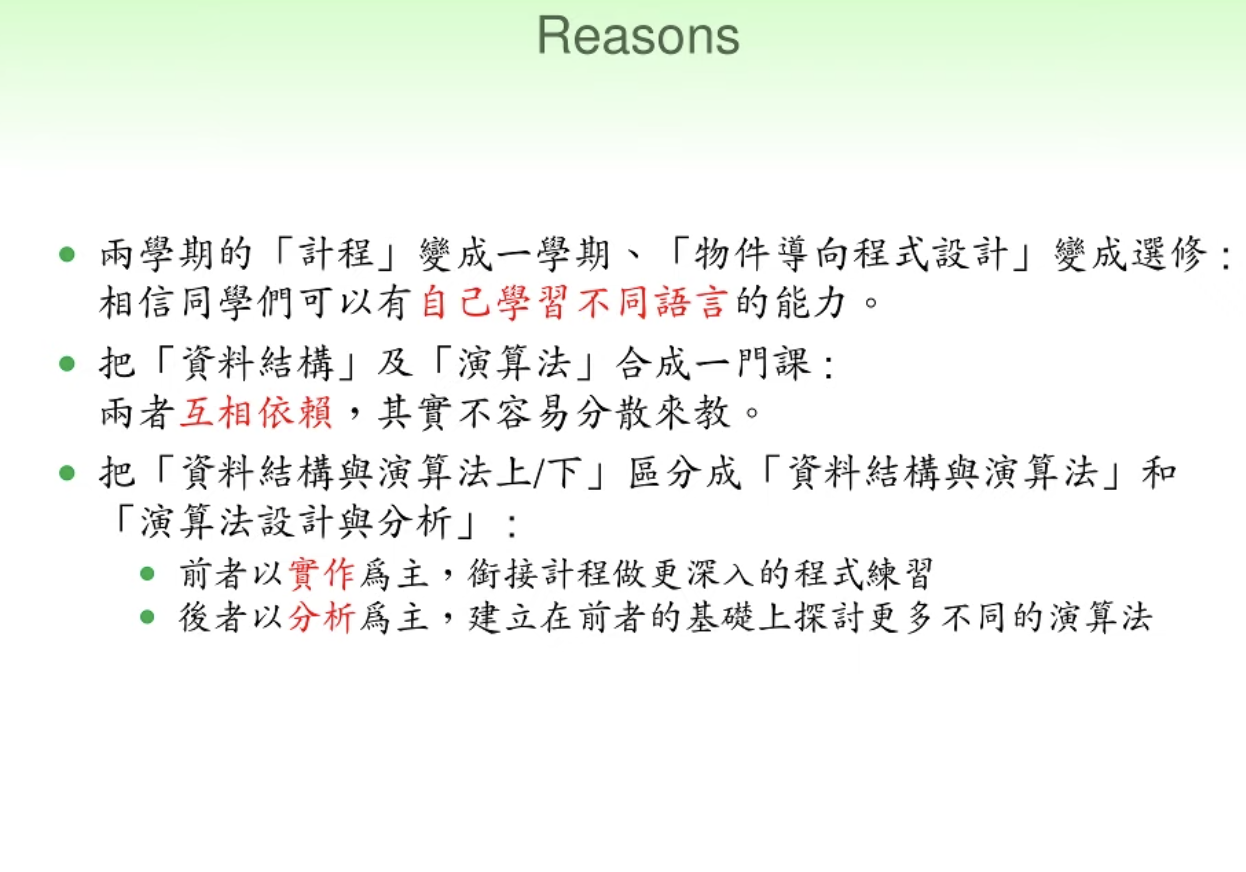 Reasons
兩學期的「計程」變成一學期、「物件導向程式設計」變成選修：
相信同學們可以有自己學習不同語言的能力。
把「資料結構」及「演算法」合成一門課：
兩者互相依賴，其實不容易分散來教。
把「資料結構與演算法上/下」區分成「資料結構與演算法」和
「演算法設計與分析」：
前者以實作爲主，銜接計程做更深入的程式練習
後者以分析爲主，建立在前者的基礎上探討更多不同的演算法